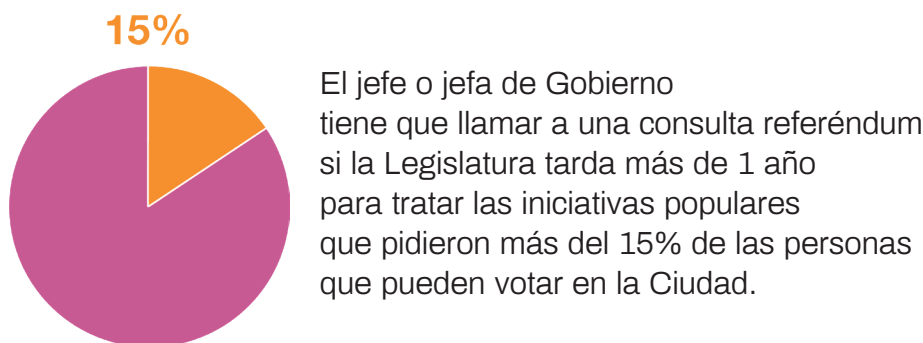 15%
El jefe o jefa de Gobierno
tiene que llamar a una consulta referéndum
si la Legislatura tarda más de 1 año
para tratar las iniciativas populares
que pidieron más del 15% de las personas
que pueden votar en la Ciudad.